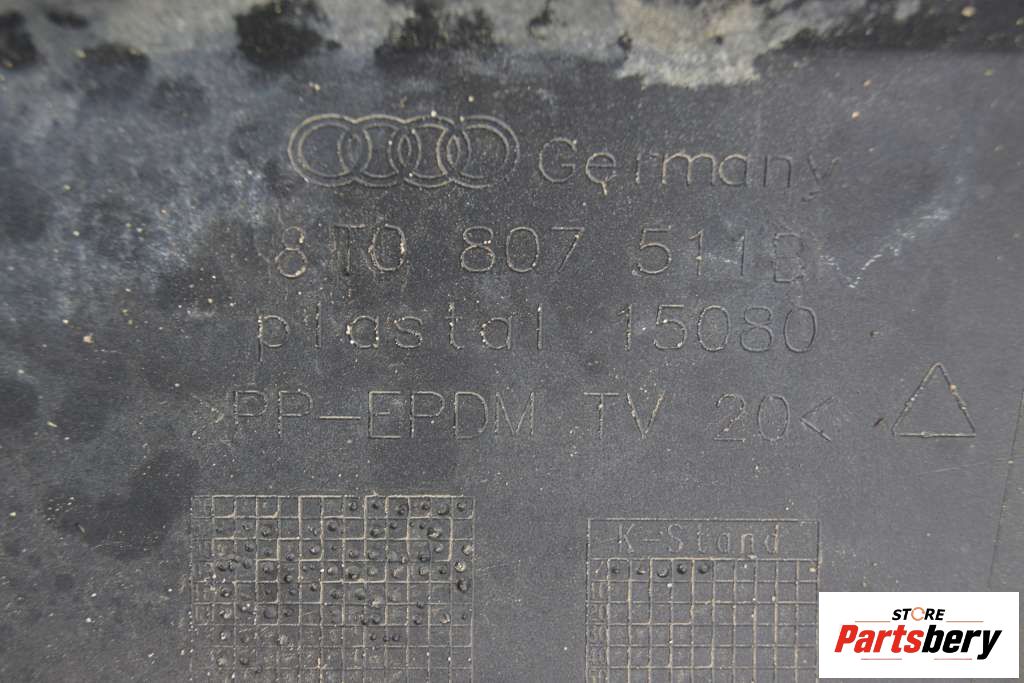 Germany
8T0 807 511B
plastal 15080
>PP-EPDM TV 20<
K-Stand
STORE
Partsbery